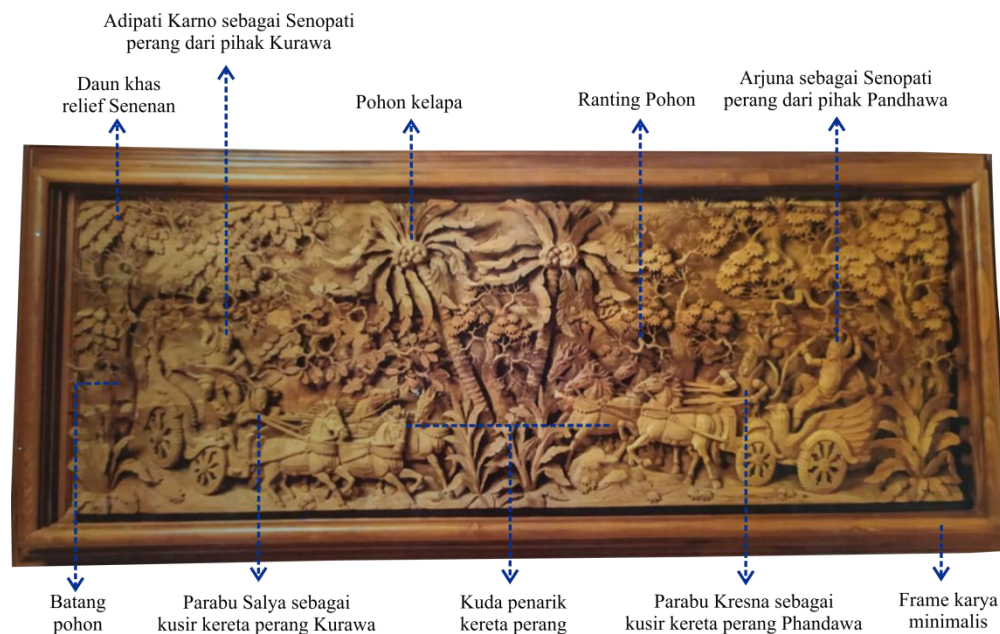 Adipati Karno sebagai Senopati
perang dari pihak Kurawa
Daun khas
relief Senenan
Pohon kelapa
Ranting Pohon
Arjuna sebagai Senopati
perang dari pihak Pandhawa
Batang
pohon
Parabu Salya sebagai
kusir kereta perang Kurawa
Kuda penarik
kereta perang
Parabu Kresna sebagai
kusir kereta perang Phandawa
Frame karya
minimalis